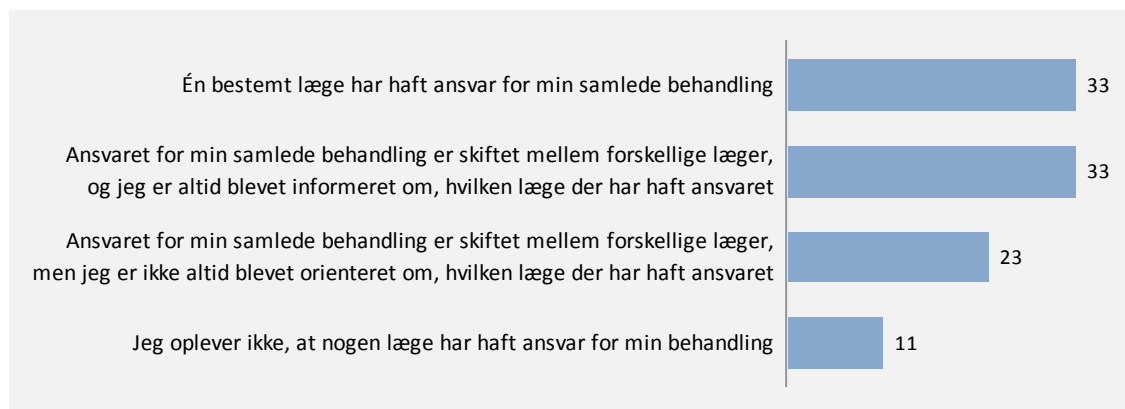 Én bestemt læge har haft ansvar for min samlede behandling
33
Ansvaret for min samlede behandling er skiftet mellem forskellige læger,
og jeg er altid blevet informeret om, hvilken læge der har haft ansvaret
33
Ansvaret for min samlede behandling er skiftet mellem forskellige læger,
men jeg er ikke altid blevet orienteret om, hvilken læge der har haft ansvaret
23
Jeg oplever ikke, at nogen læge har haft ansvar for min behandling
11